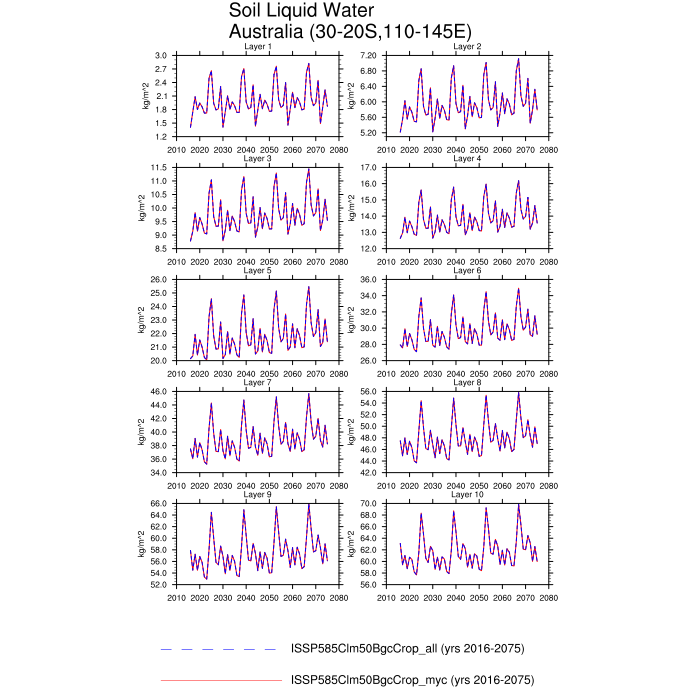 Soil Liquid Water
Australia (30-20S,110-145E)
Layer 1
kg/m^2
3.0
2.7
2.4
2.1
1.8
1.5
1.2
2010 2020 2030 2040 2050 2060 2070 2080
Layer 2
7.20
6.80
6.40
6.00
5.60
5.20
2010 2020 2030 2040 2050 2060 2070 2080
Layer 3
kg/m^2
11.5
11.0
10.5
10.0
9.5
9.0
8.5
2010 2020 2030 2040 2050 2060 2070 2080
Layer 4
17.0
16.0
15.0
14.0
13.0
12.0
2010 2020 2030 2040 2050 2060 2070 2080
Layer 5
kg/m^2
26.0
25.0
24.0
23.0
22.0
21.0
20.0
2010 2020 2030 2040 2050 2060 2070 2080
Layer 6
36.0
34.0
32.0
30.0
28.0
26.0
2010 2020 2030 2040 2050 2060 2070 2080
Layer 7
kg/m^2
46.0
44.0
42.0
40.0
38.0
36.0
34.0
2010 2020 2030 2040 2050 2060 2070 2080
Layer 8
56.0
54.0
52.0
50.0
48.0
46.0
44.0
42.0
2010 2020 2030 2040 2050 2060 2070 2080
Layer 9
kg/m^2
66.0
64.0
62.0
60.0
58.0
56.0
54.0
52.0
2010 2020 2030 2040 2050 2060 2070 2080
Layer 10
70.0
68.0
66.0
64.0
62.0
60.0
58.0
56.0
2010 2020 2030 2040 2050 2060 2070 2080
ISSP585Clm50BgcCrop_all (yrs 2016-2075)
ISSP585Clm50BgcCrop_myc (yrs 2016-2075)